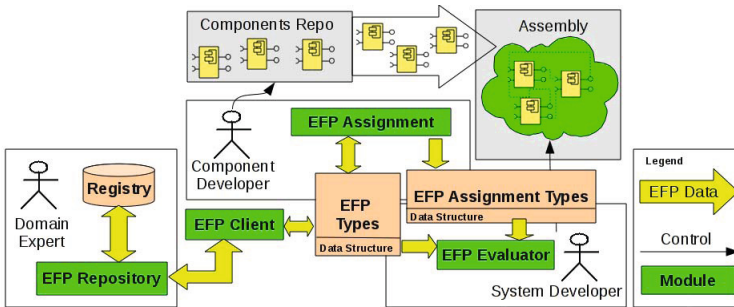 Components Repo
Assembly
EFP Assignment
Component
Developer
Registry
Domain
Expert
EFP Client
EFP
Types
Data Structure
EFP Assignment Types
Data Structure
EFP Repository
EFP Evaluator
System Developer
Legend
EFP Data
Control
Module